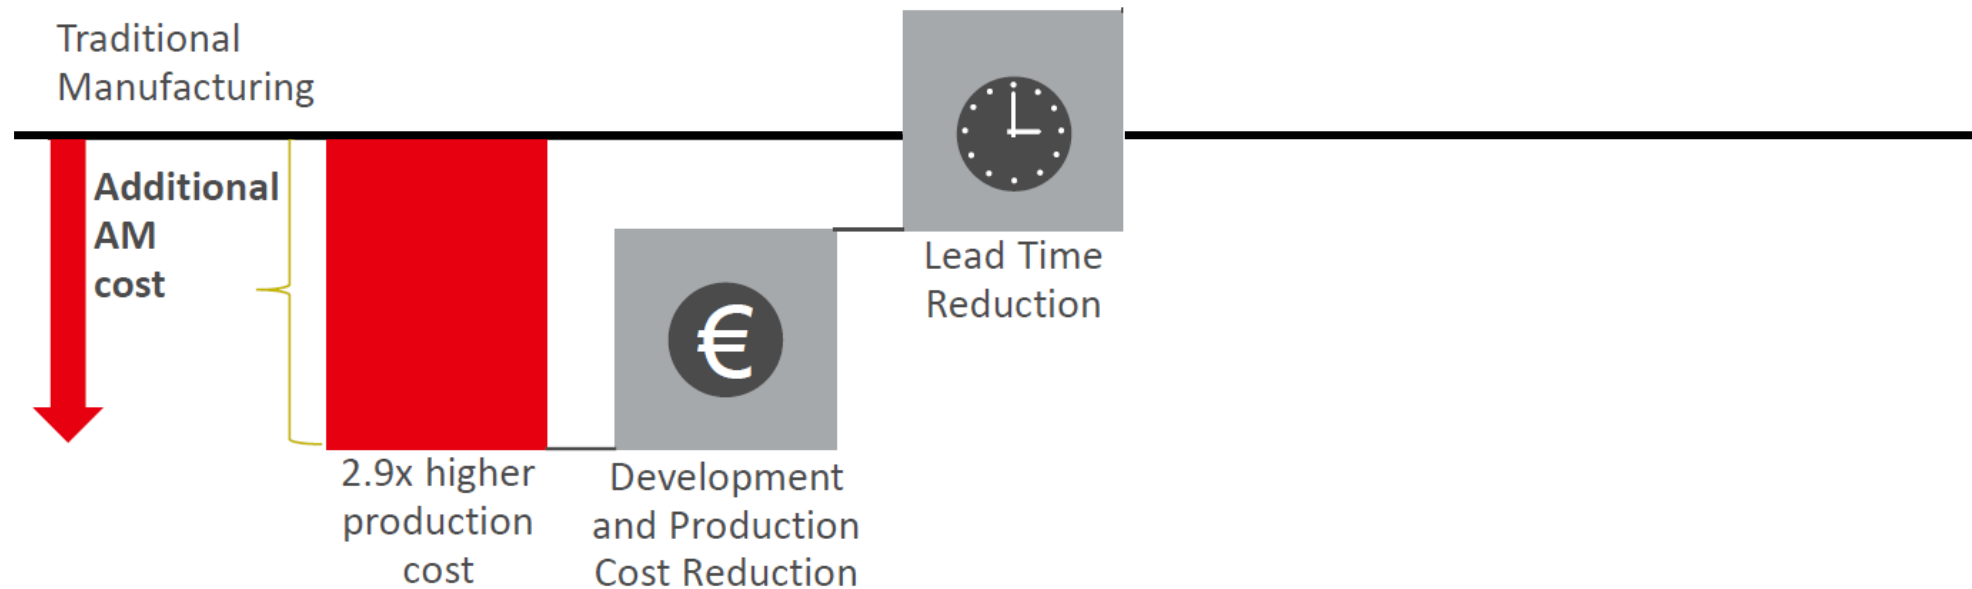 Traditional
Manufacturing
Additional
AM
cost
2.9x higher
production
cost
€
Development
and Production
Cost Reduction
Lead Time
Reduction